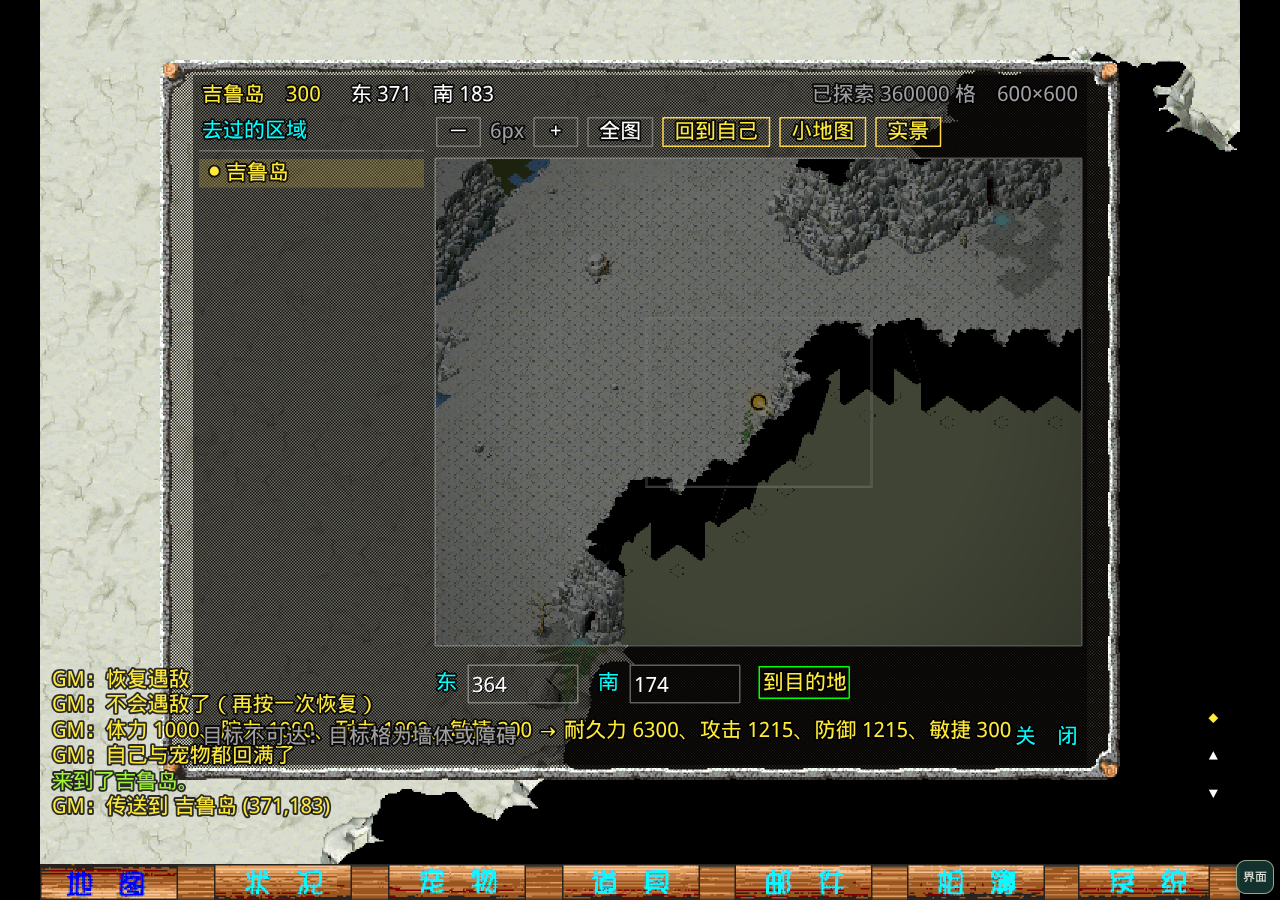 吉鲁岛 300 东 371 南 183 已探索 360000 格 600×600
去过的区域 — 6px + 全图 回到自己 小地图 实景
吉鲁岛
东 364 南 174 到目的地
GM：恢复遇敌
GM：不会遇敌了（再按一次恢复）
GM：体力 1000、 敏捷 300 → 耐久力 6300、攻击 1215、防御 1215、敏捷 300
目标不可达：目标格为墙体或障碍
关 闭
GM：自己与宠物都回满了
来到了吉鲁岛。
GM：传送到 吉鲁岛 (371,183)
地 图 状 况 宠 物 道 具 邮 件 相 簿 系 统
界面